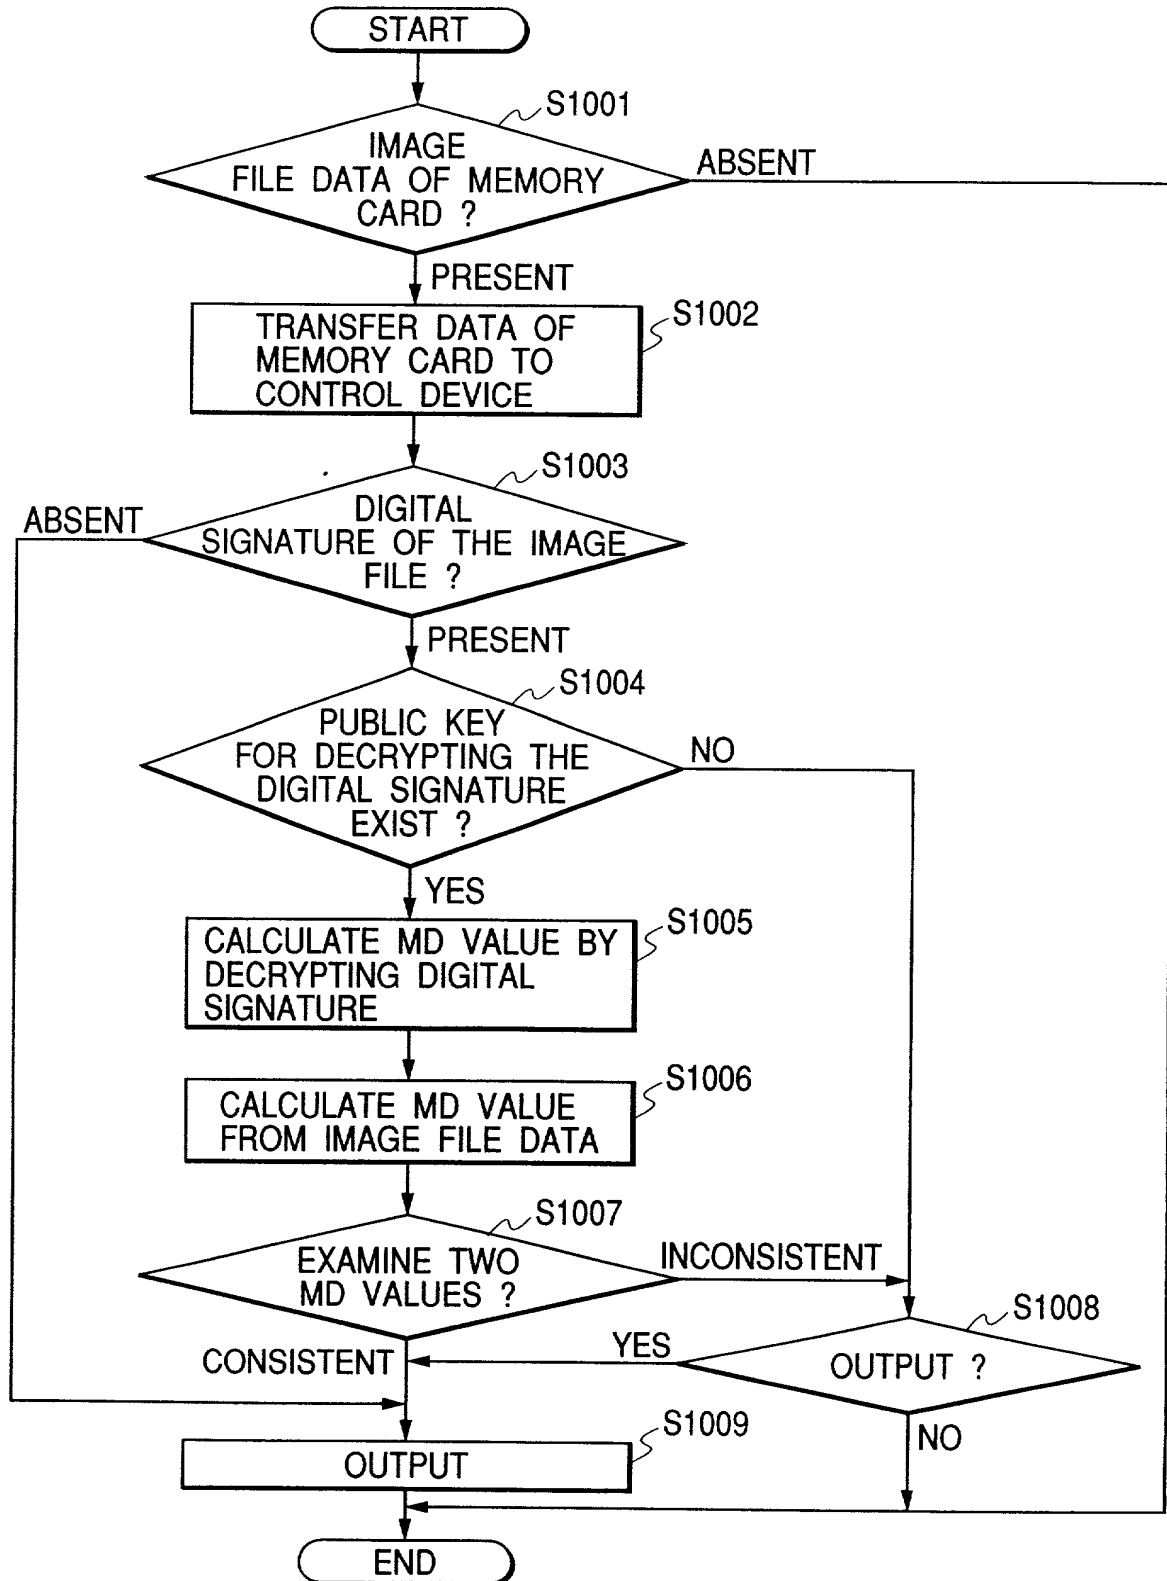 START
S1001
IMAGE
FILE DATA OF MEMORY
CARD ?
ABSENT
PRESENT
S1002
TRANSFER DATA OF
MEMORY CARD TO
CONTROL DEVICE
S1003
DIGITAL
SIGNATURE OF THE IMAGE
FILE ?
ABSENT
PRESENT
S1004
PUBLIC KEY
FOR DECRYPTING THE
DIGITAL SIGNATURE
EXIST ?
NO
YES
S1005
CALCULATE MD VALUE BY
DECRYPTING DIGITAL
SIGNATURE
S1006
CALCULATE MD VALUE
FROM IMAGE FILE DATA
S1007
EXAMINE TWO
MD VALUES ?
INCONSISTENT
CONSISTENT
S1008
OUTPUT ?
YES
NO
S1009
OUTPUT
END